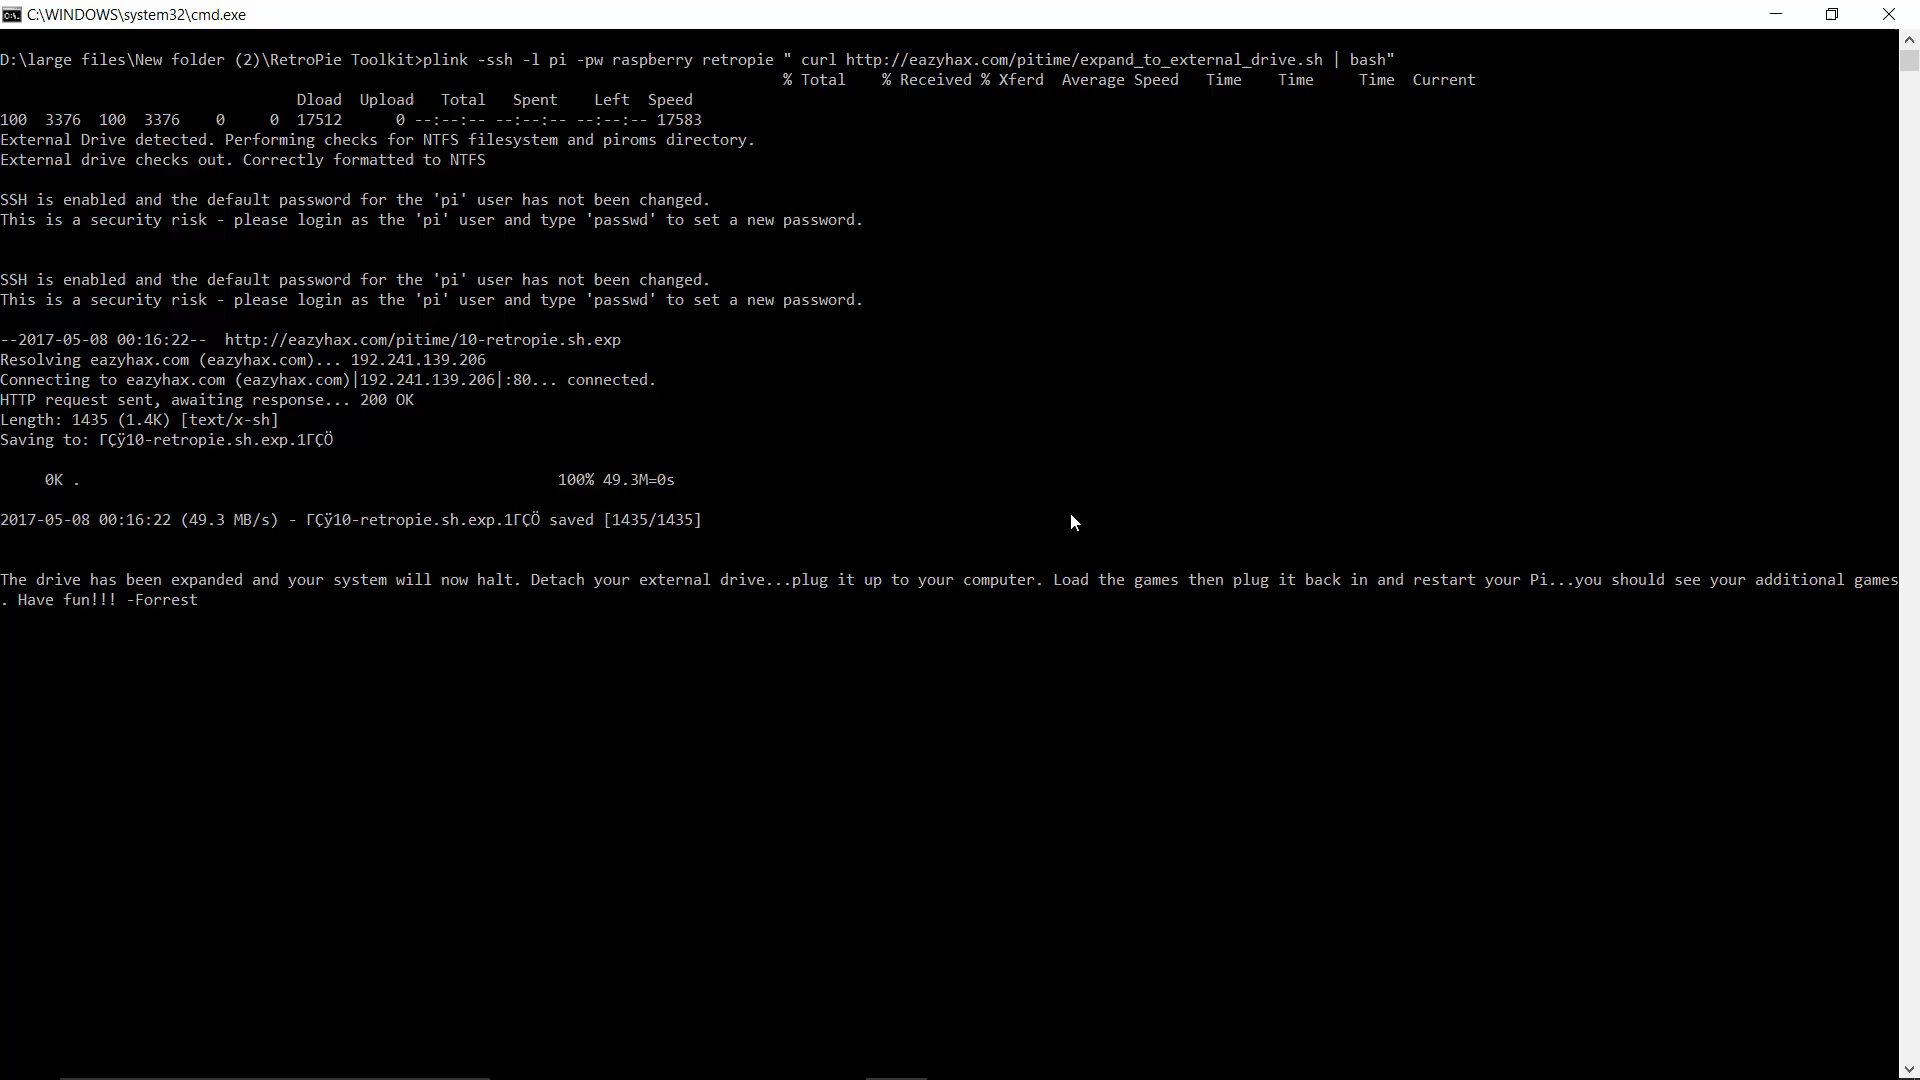 C:\WINDOWS\system32\cmd.exe
D:\large files\New folder (2)\RetroPie Toolkit>plink -ssh -l pi -pw raspberry retropie " curl http://eazyhax.com/pitime/expand_to_external_drive.sh | bash"
% Total    % Received % Xferd  Average Speed   Time    Time     Time  Current
Dload  Upload   Total   Spent    Left  Speed
100  3376  100  3376    0     0  17512      0 --:--:-- --:--:-- --:--:-- 17583
External Drive detected. Performing checks for NTFS filesystem and piroms directory.
External drive checks out. Correctly formatted to NTFS
SSH is enabled and the default password for the 'pi' user has not been changed.
This is a security risk - please login as the 'pi' user and type 'passwd' to set a new password.
SSH is enabled and the default password for the 'pi' user has not been changed.
This is a security risk - please login as the 'pi' user and type 'passwd' to set a new password.
--2017-05-08 00:16:22--  http://eazyhax.com/pitime/10-retropie.sh.exp
Resolving eazyhax.com (eazyhax.com)... 192.241.139.206
Connecting to eazyhax.com (eazyhax.com)|192.241.139.206|:80... connected.
HTTP request sent, awaiting response... 200 OK
Length: 1435 (1.4K) [text/x-sh]
Saving to: ΓÇÿ10-retropie.sh.exp.1ΓÇÖ
0K .                                                     100% 49.3M=0s
2017-05-08 00:16:22 (49.3 MB/s) - ΓÇÿ10-retropie.sh.exp.1ΓÇÖ saved [1435/1435]
The drive has been expanded and your system will now halt. Detach your external drive...plug it up to your computer. Load the games then plug it back in and restart your Pi...you should see your additional games
. Have fun!!! -Forrest